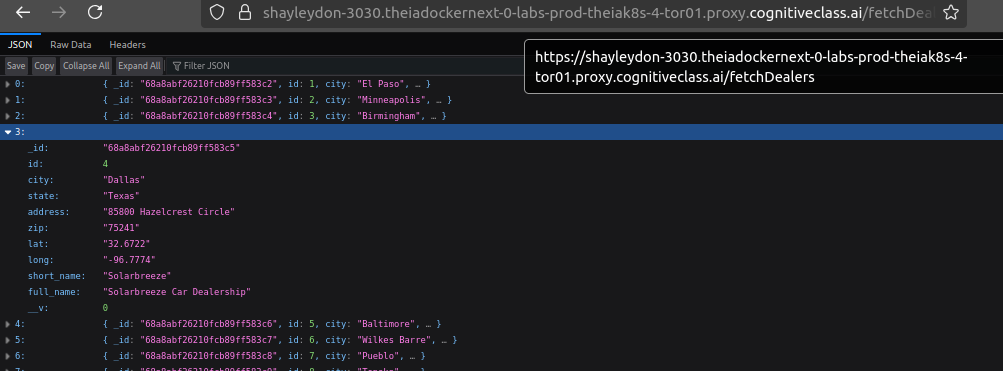 shayleydon-3030.theiadockernext-0-labs-prod-theiak8s-4-tor01.proxy.cognitiveclass.ai/fetchDeal
JSON Raw Data Headers
https://shayleydon-3030.theiadockernext-0-labs-prod-theiak8s-4-
tor01.proxy.cognitiveclass.ai/fetchDealers
Save Copy Collapse All Expand All Filter JSON
0: { _id: "68a8abf26210fcb89ff583c2", id: 1, city: "El Paso", … }
1: { _id: "68a8abf26210fcb89ff583c3", id: 2, city: "Minneapolis", … }
2: { _id: "68a8abf26210fcb89ff583c4", id: 3, city: "Birmingham", … }
3:
_id: "68a8abf26210fcb89ff583c5"
id: 4
city: "Dallas"
state: "Texas"
address: "85800 Hazelcrest Circle"
zip: "75241"
lat: "32.6722"
long: "-96.7774"
short_name: "Solarbreeze"
full_name: "Solarbreeze Car Dealership"
__v: 0
4: { _id: "68a8abf26210fcb89ff583c6", id: 5, city: "Baltimore", … }
5: { _id: "68a8abf26210fcb89ff583c7", id: 6, city: "Wilkes Barre", … }
6: { _id: "68a8abf26210fcb89ff583c8", id: 7, city: "Pueblo", … }